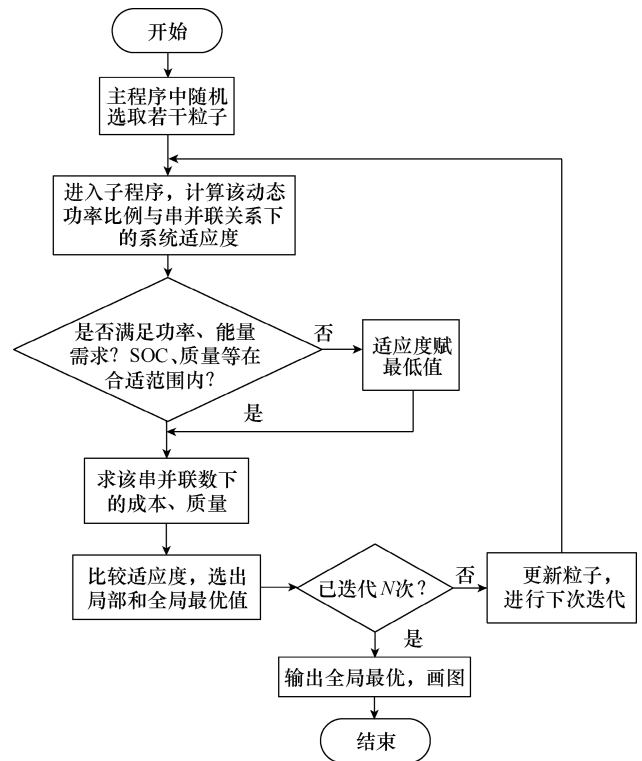 开始
主程序中随机
选取若干粒子
进入子程序，计算该动态
功率比例与串并联关系下
的系统适应度
是否满足功率、能量
需求？SOC、质量等在
合适范围内？
否
适应度赋
最低值
是
求该串并联数下
的成本、质量
比较适应度，选出
局部和全局最优值
已迭代N次？
否
更新粒子，
进行下次迭代
是
输出全局最优，画图
结束